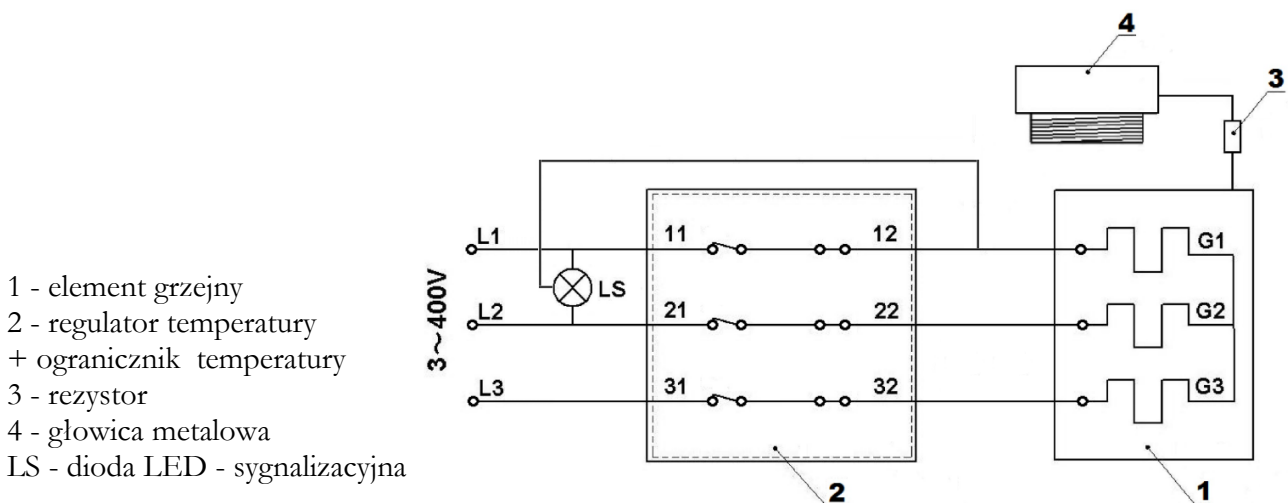 4
3
L1 11 12 G1
LS
L2 21 22 G2
L3 31 32 G3
3~400V
2
1
1 - element grzejny
2 - regulator temperatury
+ ogranicznik temperatury
3 - rezystor
4 - głowica metalowa
LS - dioda LED - sygnalizacyjna